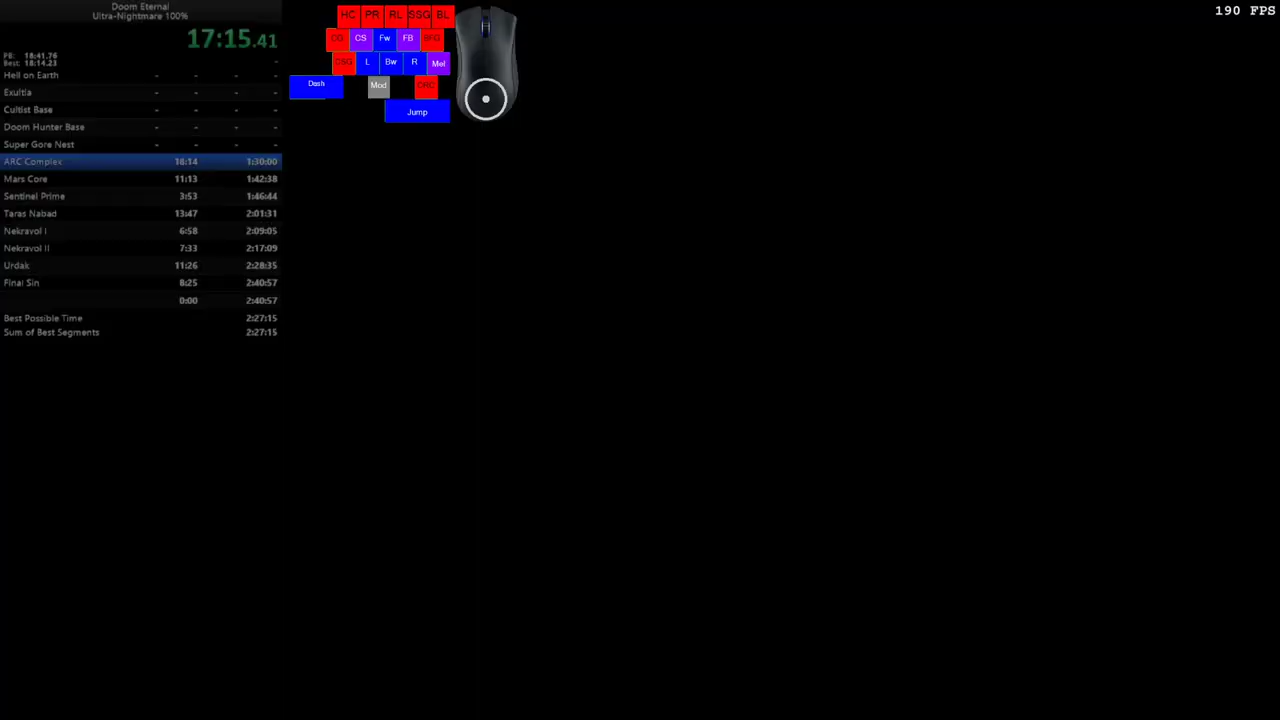 Doom Eternal
Ultra-Nightmare 100%
17:15.41
PB: 18:41.76
Best: 18:14.23 -
Hell on Earth - - - -
Exultia - - - -
Cultist Base - - - -
Doom Hunter Base - - - -
Super Gore Nest - - - -
ARC Complex 18:14 1:30:00
Mars Core 11:13 1:42:38
Sentinel Prime 3:53 1:46:44
Taras Nabad 13:47 2:01:31
Nekravol I 6:58 2:09:05
Nekravol II 7:33 2:17:09
Urdak 11:26 2:28:35
Final Sin 8:25 2:40:57
0:00 2:40:57
Best Possible Time 2:27:15
Sum of Best Segments 2:27:15
HC PR RL SSG BL
CS Fw FB BFG
L Bw R Mel
Dash Mod
Jump
190 FPS